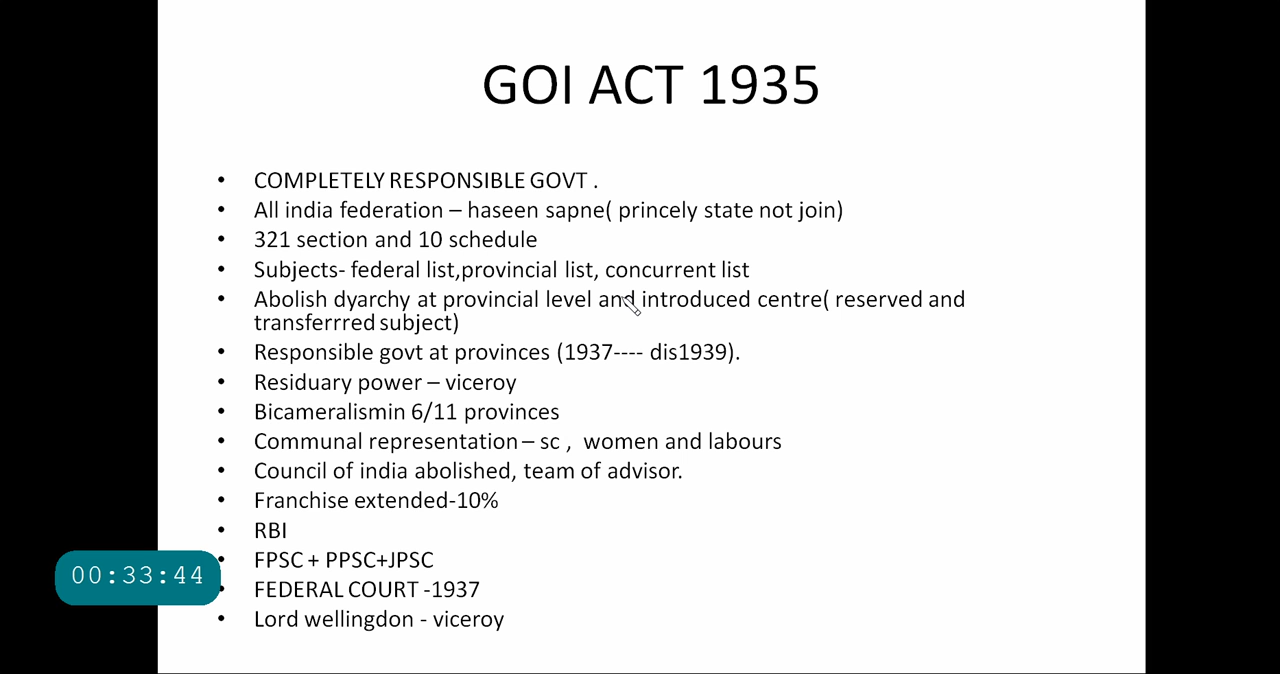 GOI ACT 1935
• COMPLETELY RESPONSIBLE GOVT .
• All india federation – haseen sapne( princely state not join)
• 321 section and 10 schedule
• Subjects- federal list,provincial list, concurrent list
• Abolish dyarchy at provincial level and introduced centre( reserved and
transferrred subject)
• Responsible govt at provinces (1937---- dis1939).
• Residuary power – viceroy
• Bicameralismin 6/11 provinces
• Communal representation – sc , women and labours
• Council of india abolished, team of advisor.
• Franchise extended-10%
• RBI
• FPSC + PPSC+JPSC
• FEDERAL COURT -1937
• Lord wellingdon - viceroy
00:33:44